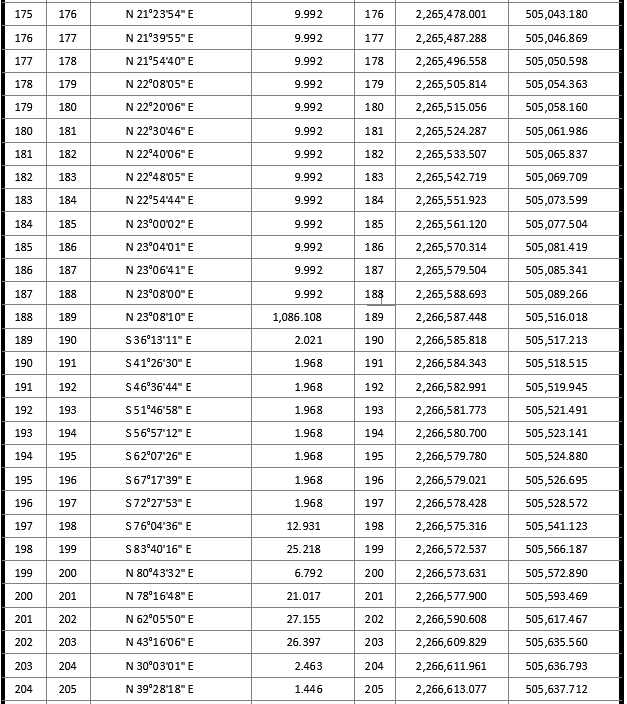 175 176 N 21°23'54" E 9.992 176 2,265,478.001 505,043.180
176 177 N 21°39'55" E 9.992 177 2,265,487.288 505,046.869
177 178 N 21°54'40" E 9.992 178 2,265,496.558 505,050.598
178 179 N 22°08'05" E 9.992 179 2,265,505.814 505,054.363
179 180 N 22°20'06" E 9.992 180 2,265,515.056 505,058.160
180 181 N 22°30'46" E 9.992 181 2,265,524.287 505,061.986
181 182 N 22°40'06" E 9.992 182 2,265,533.507 505,065.837
182 183 N 22°48'05" E 9.992 183 2,265,542.719 505,069.709
183 184 N 22°54'44" E 9.992 184 2,265,551.923 505,073.599
184 185 N 23°00'02" E 9.992 185 2,265,561.120 505,077.504
185 186 N 23°04'01" E 9.992 186 2,265,570.314 505,081.419
186 187 N 23°06'41" E 9.992 187 2,265,579.504 505,085.341
187 188 N 23°08'00" E 9.992 188 2,265,588.693 505,089.266
188 189 N 23°08'10" E 1,086.108 189 2,266,587.448 505,516.018
189 190 S 36°13'11" E 2.021 190 2,266,585.818 505,517.213
190 191 S 41°26'30" E 1.968 191 2,266,584.343 505,518.515
191 192 S 46°36'44" E 1.968 192 2,266,582.991 505,519.945
192 193 S 51°46'58" E 1.968 193 2,266,581.773 505,521.491
193 194 S 56°57'12" E 1.968 194 2,266,580.700 505,523.141
194 195 S 62°07'26" E 1.968 195 2,266,579.780 505,524.880
195 196 S 67°17'39" E 1.968 196 2,266,579.021 505,526.695
196 197 S 72°27'53" E 1.968 197 2,266,578.428 505,528.572
197 198 S 76°04'36" E 12.931 198 2,266,575.316 505,541.123
198 199 S 83°40'16" E 25.218 199 2,266,572.537 505,566.187
199 200 N 80°43'32" E 6.792 200 2,266,573.631 505,572.890
200 201 N 78°16'48" E 21.017 201 2,266,577.900 505,593.469
201 202 N 62°05'50" E 27.155 202 2,266,590.608 505,617.467
202 203 N 43°16'06" E 26.397 203 2,266,609.829 505,635.560
203 204 N 30°03'01" E 2.463 204 2,266,611.961 505,636.793
204 205 N 39°28'18" E 1.446 205 2,266,613.077 505,637.712